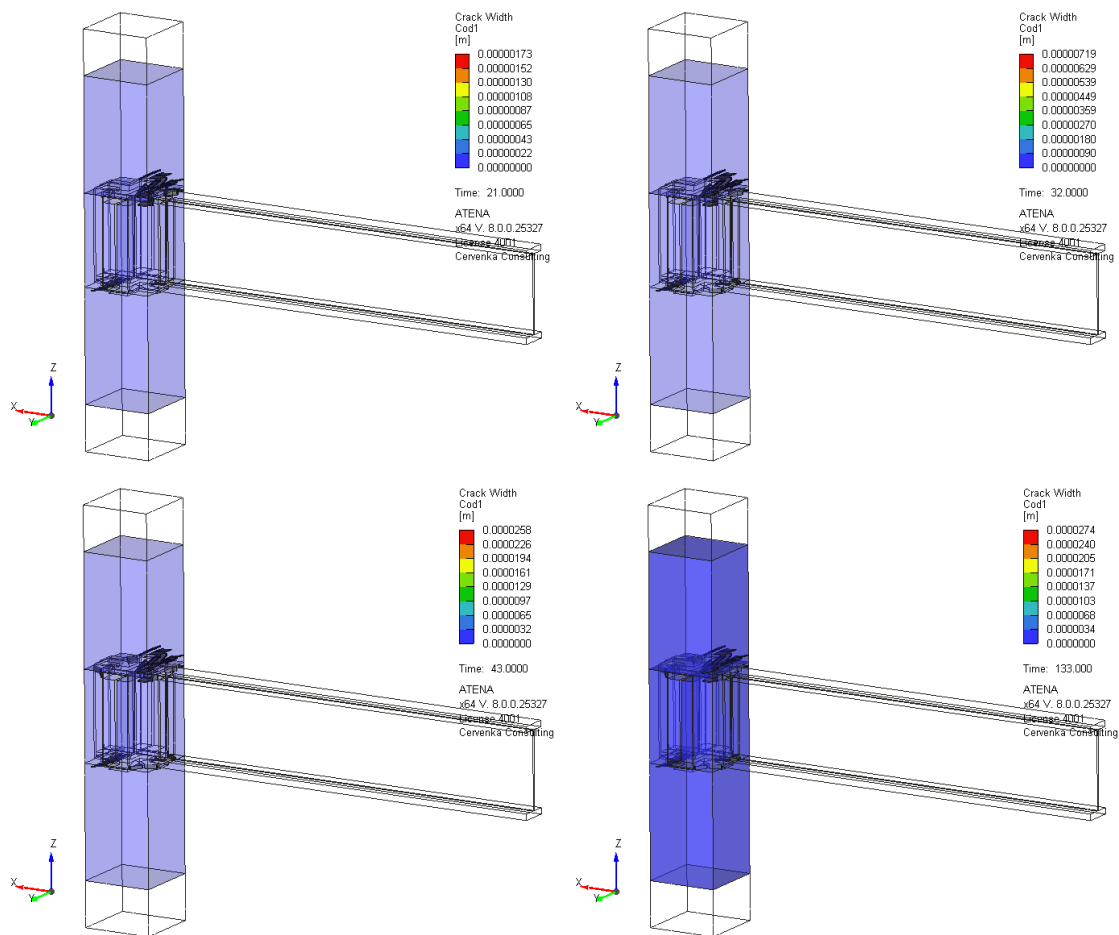 Crack Width
Cod1
[m]
0.00000173
0.00000152
0.00000130
0.00000108
0.00000087
0.00000065
0.00000043
0.00000022
0.00000000
Time: 21.0000
ATENA
x64 V. 8.0.0.25327
License 4001
Cervenka Consulting
Z
X
Y
Crack Width
Cod1
[m]
0.00000719
0.00000629
0.00000539
0.00000449
0.00000359
0.00000270
0.00000180
0.00000090
0.00000000
Time: 32.0000
ATENA
x64 V. 8.0.0.25327
License 4001
Cervenka Consulting
Z
X
Y
Crack Width
Cod1
[m]
0.0000258
0.0000226
0.0000194
0.0000161
0.0000129
0.0000097
0.0000065
0.0000032
0.0000000
Time: 43.0000
ATENA
x64 V. 8.0.0.25327
License 4001
Cervenka Consulting
Z
X
Y
Crack Width
Cod1
[m]
0.0000274
0.0000240
0.0000205
0.0000171
0.0000137
0.0000103
0.0000068
0.0000034
0.0000000
Time: 133.000
ATENA
x64 V. 8.0.0.25327
License 4001
Cervenka Consulting
Z
X
Y